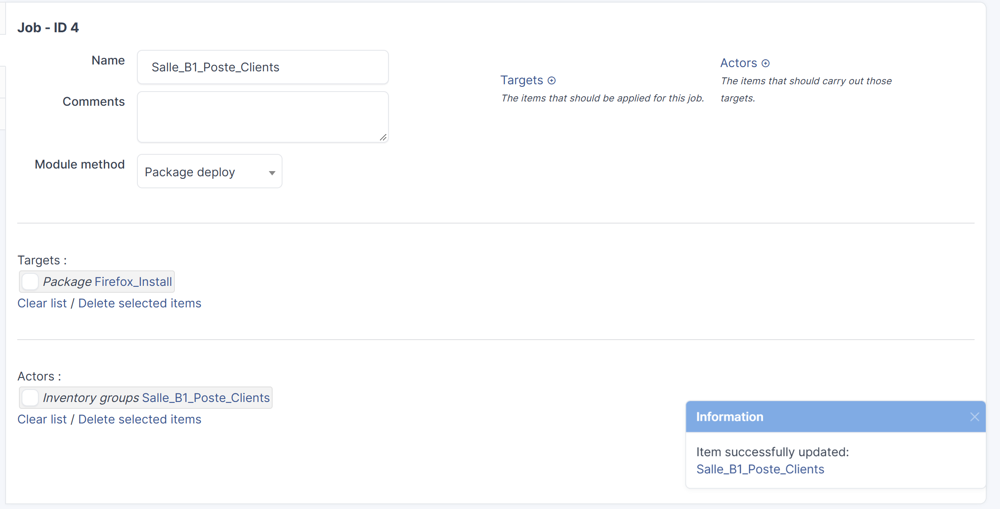 Job - ID 4
Name
Salle_B1_Poste_Clients
Comments
Module method
Package deploy
Targets
The items that should be applied for this job.
Actors
The items that should carry out those
targets.
Targets :
Package Firefox_Install
Clear list / Delete selected items
Actors :
Inventory groups Salle_B1_Poste_Clients
Clear list / Delete selected items
Information
Item successfully updated:
Salle_B1_Poste_Clients